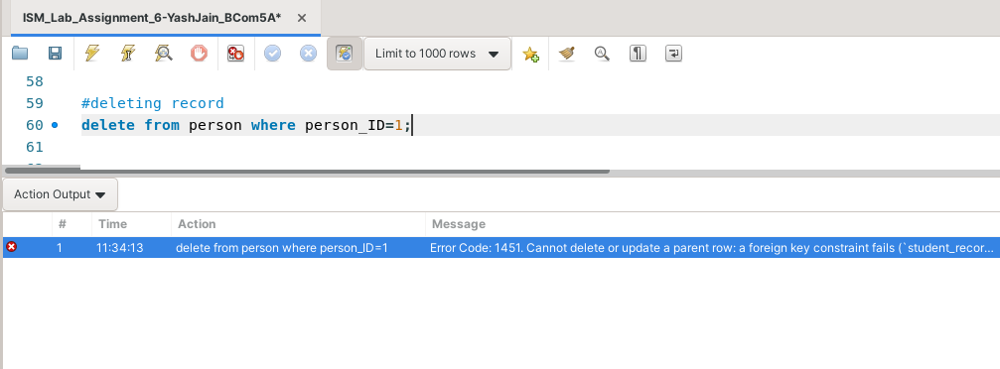 ISM_Lab_Assignment_6-YashJain_BCom5A*
Limit to 1000 rows
58
59 #deleting record
60 delete from person where person_ID=1;
61
Action Output
# Time Action Message
1 11:34:13 delete from person where person_ID=1 Error Code: 1451. Cannot delete or update a parent row: a foreign key constraint fails (`student_recor...